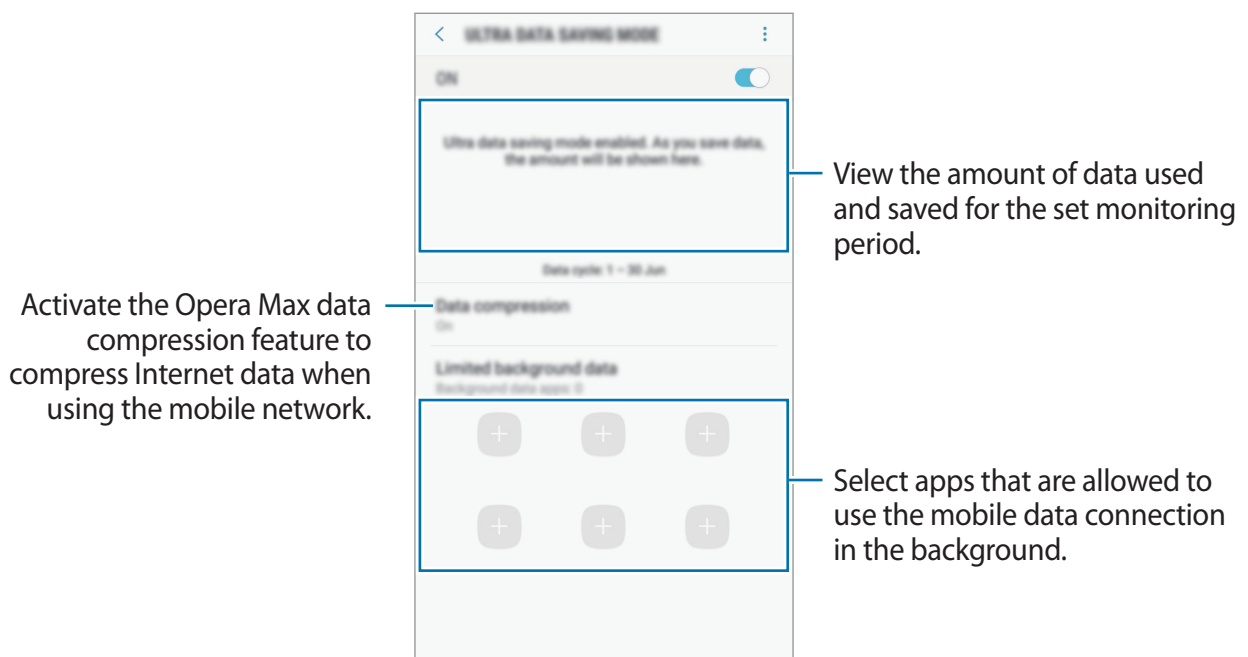 ULTRA DATA SAVING MODE
ON
Ultra data saving mode enabled. As you save data,
the amount will be shown here.
View the amount of data used
and saved for the set monitoring
period.
Data cycle: 1 – 30 Jun
Activate the Opera Max data
compression feature to
compress Internet data when
using the mobile network.
Data compression
On
Limited background data
Background data apps: 0
Select apps that are allowed to
use the mobile data connection
in the background.